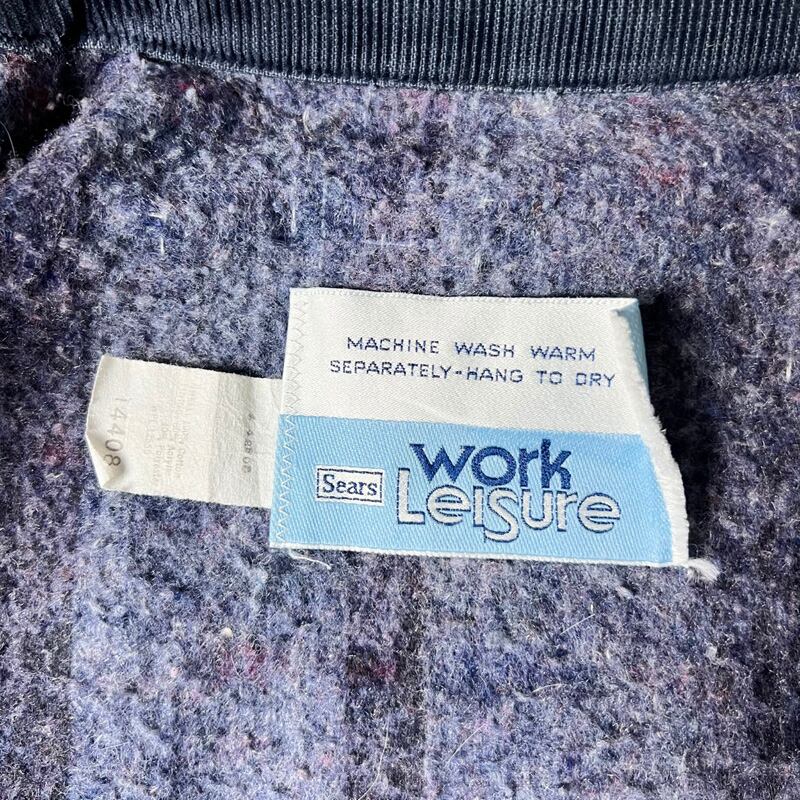 MACHINE WASH WARM
SEPARATELY-HANG TO DRY
Sears
work
Leisure
14408